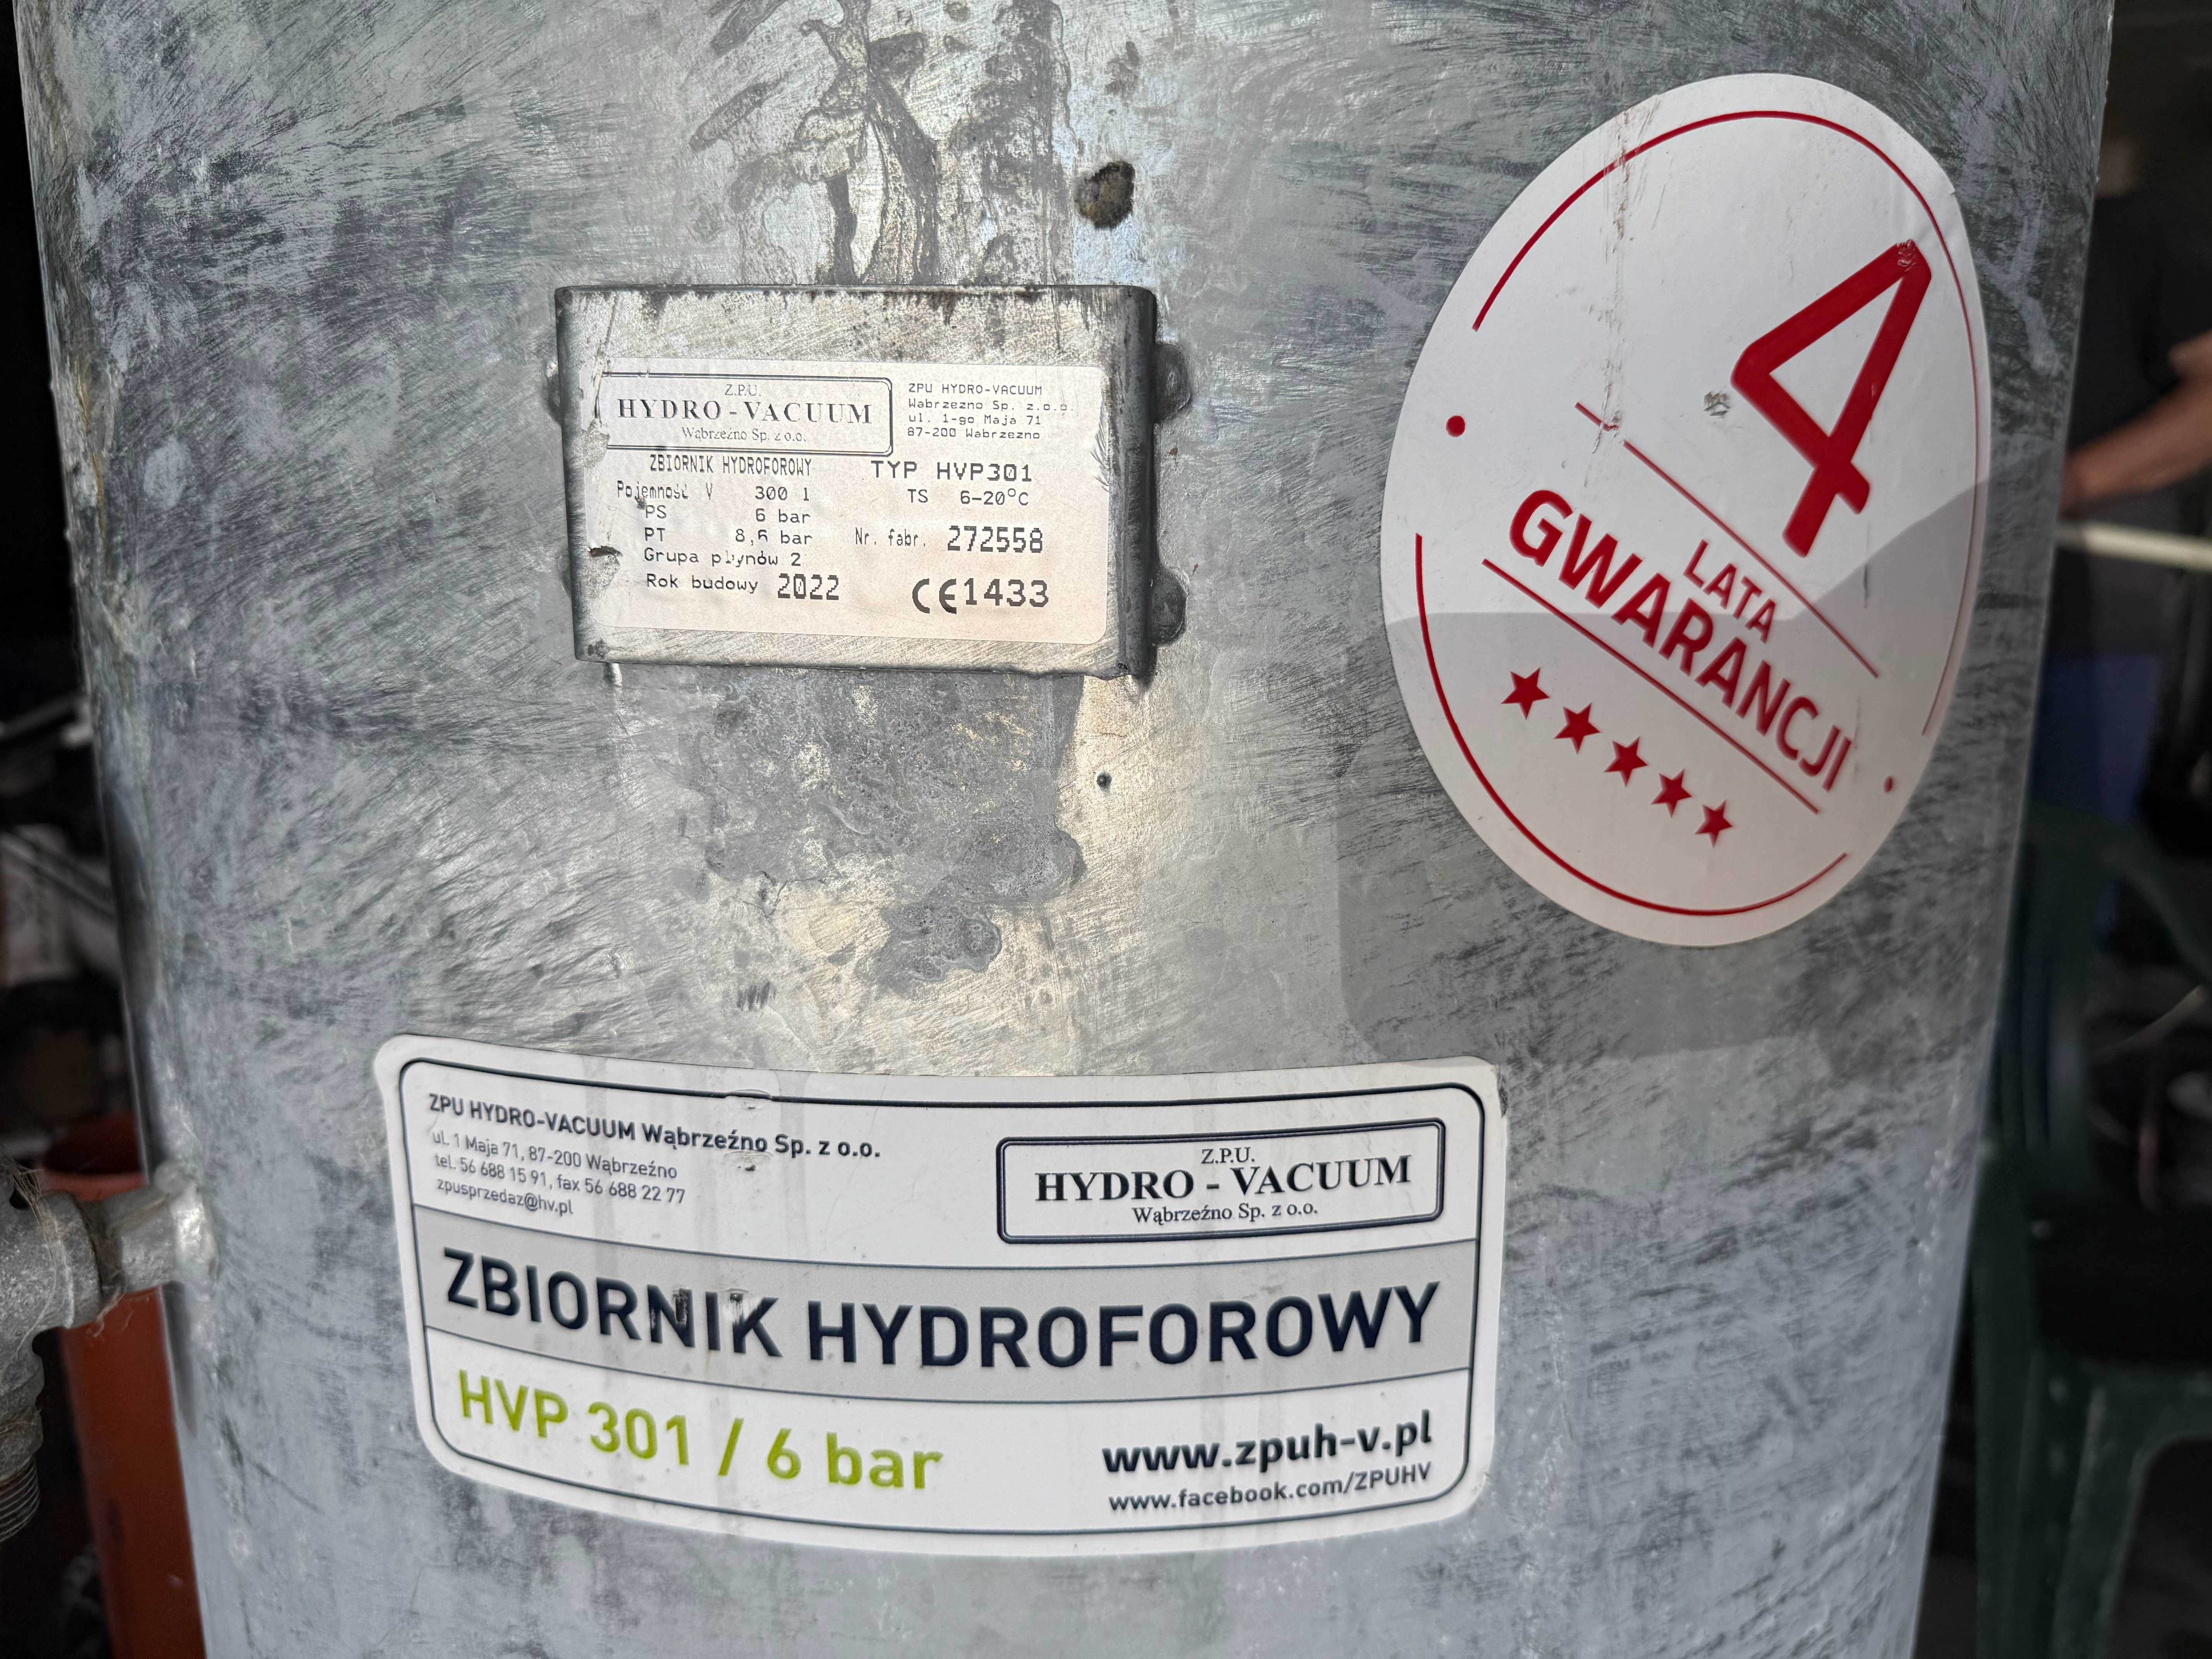 Z.P.U.
HYDRO-VACUUM
Wąbrzeźno Sp. z o.o.
ZPU HYDRO-VACUUM
Wabrzezno Sp. z.o.o.
ul. 1-go Maja 71
87-200 Wabrzezno
ZBIORNIK HYDROFOROWY TYP HVP301
Pojemność V 300 l TS 6-20°C
PS 6 bar
PT 8,6 bar Nr. fabr. 272558
Grupa płynów 2
Rok budowy 2022 CE1433
4
LATA
GWARANCJI
ZPU HYDRO-VACUUM Wąbrzeźno Sp. z o.o.
ul. 1 Maja 71, 87-200 Wąbrzeźno
tel. 56 688 15 91, fax 56 688 22 77
zpusprzedaz@hv.pl
Z.P.U.
HYDRO - VACUUM
Wąbrzeźno Sp. z o.o.
ZBIORNIK HYDROFOROWY
HVP 301 / 6 bar
www.zpuh-v.pl
www.facebook.com/ZPUHV